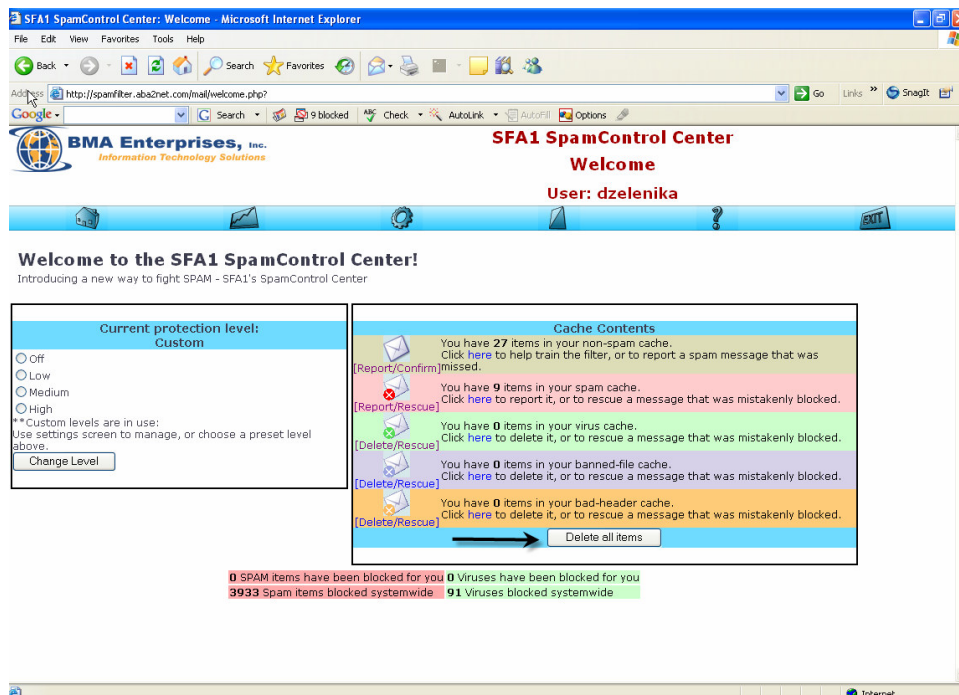 SFA1 SpamControl Center: Welcome - Microsoft Internet Explorer
File Edit View Favorites Tools Help
Back Search Favorites
Address http://spamfilter.aba2net.com/mail/welcome.php? Go Links » SnagIt
Google Search 9 blocked ABC Check AutoLink AutoFill Options
BMA Enterprises, Inc.
Information Technology Solutions
SFA1 SpamControl Center
Welcome
User: dzelenika
EXIT
Welcome to the SFA1 SpamControl Center!
Introducing a new way to fight SPAM - SFA1's SpamControl Center
Current protection level:
Custom
Off
Low
Medium
High
**Custom levels are in use:
Use settings screen to manage, or choose a preset level
above.
Change Level
Cache Contents
You have 27 items in your non-spam cache.
Click here to help train the filter, or to report a spam message that was
[Report/Confirm] missed.
You have 9 items in your spam cache.
Click here to report it, or to rescue a message that was mistakenly blocked.
[Report/Rescue]
You have 0 items in your virus cache.
Click here to delete it, or to rescue a message that was mistakenly blocked.
[Delete/Rescue]
You have 0 items in your banned-file cache.
Click here to delete it, or to rescue a message that was mistakenly blocked.
[Delete/Rescue]
You have 0 items in your bad-header cache.
Click here to delete it, or to rescue a message that was mistakenly blocked.
[Delete/Rescue]
Delete all items
0 SPAM items have been blocked for you 0 Viruses have been blocked for you
3933 Spam items blocked systemwide 91 Viruses blocked systemwide
Internet